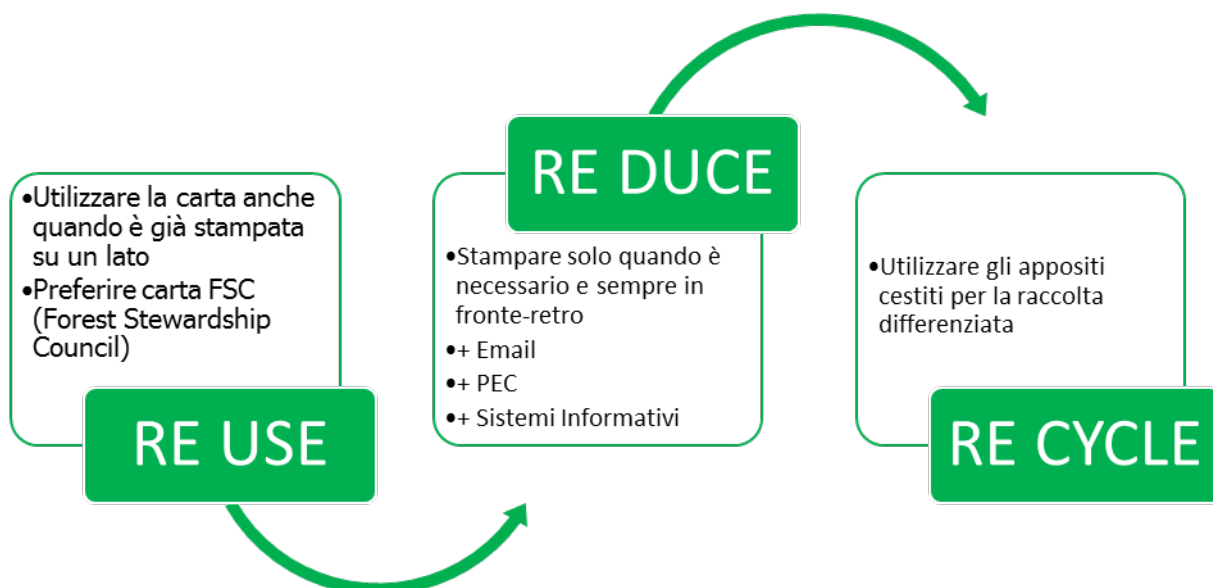 •Utilizzare la carta anche
quando è già stampata
su un lato
•Preferire carta FSC
(Forest Stewardship
Council)
RE USE
RE DUCE
•Stampare solo quando è
necessario e sempre in
fronte-retro
•+ Email
•+ PEC
•+ Sistemi Informativi
•Utilizzare gli appositi
cestiti per la raccolta
differenziata
RE CYCLE